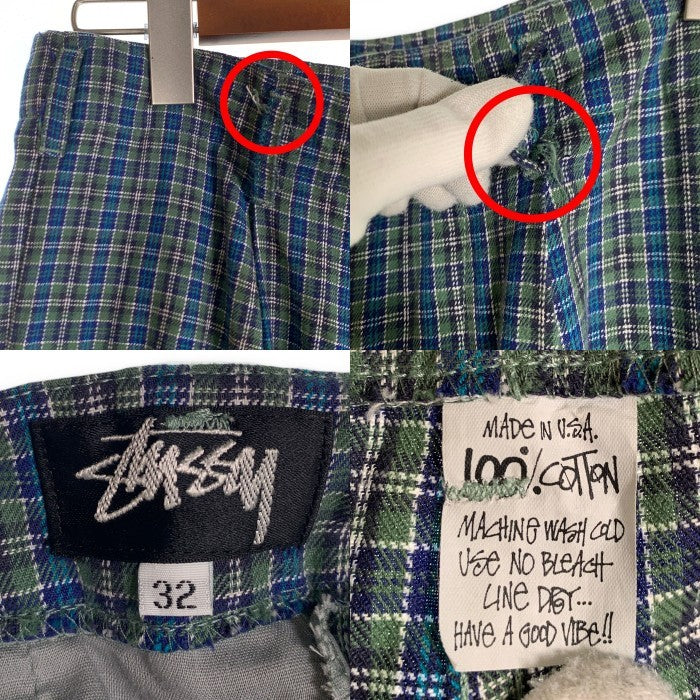 STUSSY
32
MADE IN U.S.A.
100% COTTON
MACHINE WASH COLD
USE NO BLEACH
LINE DRY...
HAVE A GOOD VIBE!!